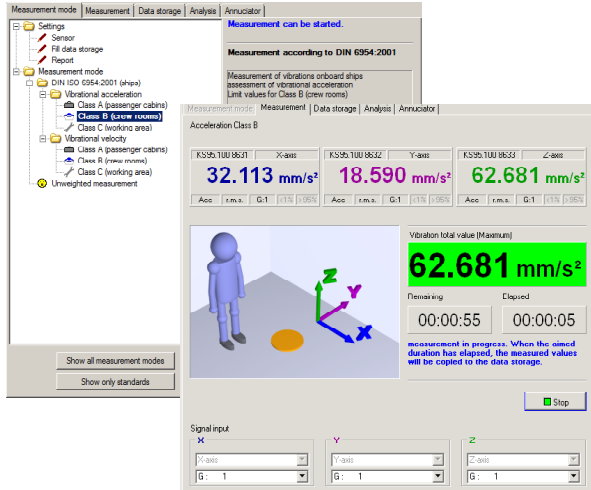 Measurement mode Measurement Data storage Analysis Annuciator
Settings
Sensor
Fill data storage
Report
Measurement mode
DIN ISO 6954:2001 (ships)
Vibrational acceleration
Class A (passenger cabins)
Class B (crew rooms)
Class C (working area)
Vibrational velocity
Class A (passenger cabins)
Class B (crew rooms)
Class C (working area)
Unweighted measurement
Show all measurement modes
Show only standards
Measurement can be started.
Measurement according to DIN 6954:2001
Measurement of vibrations onboard ships
assessment of vibrational acceleration
Limit values for Class B (crew rooms)
Measurement mode Measurement Data storage Analysis Annuciator
Acceleration Class B
KS95.100 8631 X-axis
32.113 mm/s²
Acc r.m.s. G:1 <1% >95%
KS95.100 8632 Y-axis
18.590 mm/s²
Acc r.m.s. G:1 <1% >95%
KS95.100 8633 Z-axis
62.681 mm/s²
Acc r.m.s. G:1 <1% >95%
Z
Y
X
Vibration total value (Maximum)
62.681 mm/s²
Remaining Elapsed
00:00:55 00:00:05
measurement in progress. When the aimed
duration has elapsed, the measured values
will be copied to the data storage.
Stop
Signal input
X Y Z
X-axis Y-axis Z-axis
G: 1 G: 1 G: 1